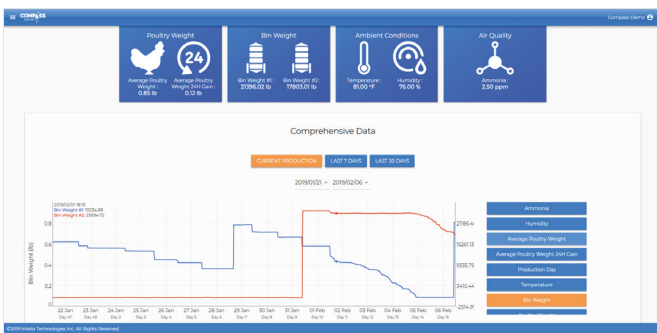 COMPASS
Compass Demo
Poultry Weight
24
Average Poultry Weight :
0.85 lb
Average Poultry Weight 24H Gain :
0.12 lb
Bin Weight
Bin Weight #1 :
21396.02 lb
Bin Weight #2 :
17803.01 lb
Ambient Conditions
Temperature :
81.00 °F
Humidity :
76.00 %
Air Quality
Ammonia :
2.50 ppm
Comprehensive Data
CURRENT PRODUCTION
LAST 7 DAYS
LAST 30 DAYS
2019/01/21
2019/02/06
Bin Weight (lb)
0.8
0.6
0.4
0.2
0
22 Jan 23 Jan 24 Jan 25 Jan 26 Jan 27 Jan 28 Jan 29 Jan 30 Jan 31 Jan 01 Feb 02 Feb 03 Feb 04 Feb 05 Feb 06 Feb
Ammonia
Humidity
Average Poultry Weight
Average Poultry Weight 24H Gain
Production Day
Temperature
Bin Weight
©2019 Intelia Technologies inc. All Rights Reserved.